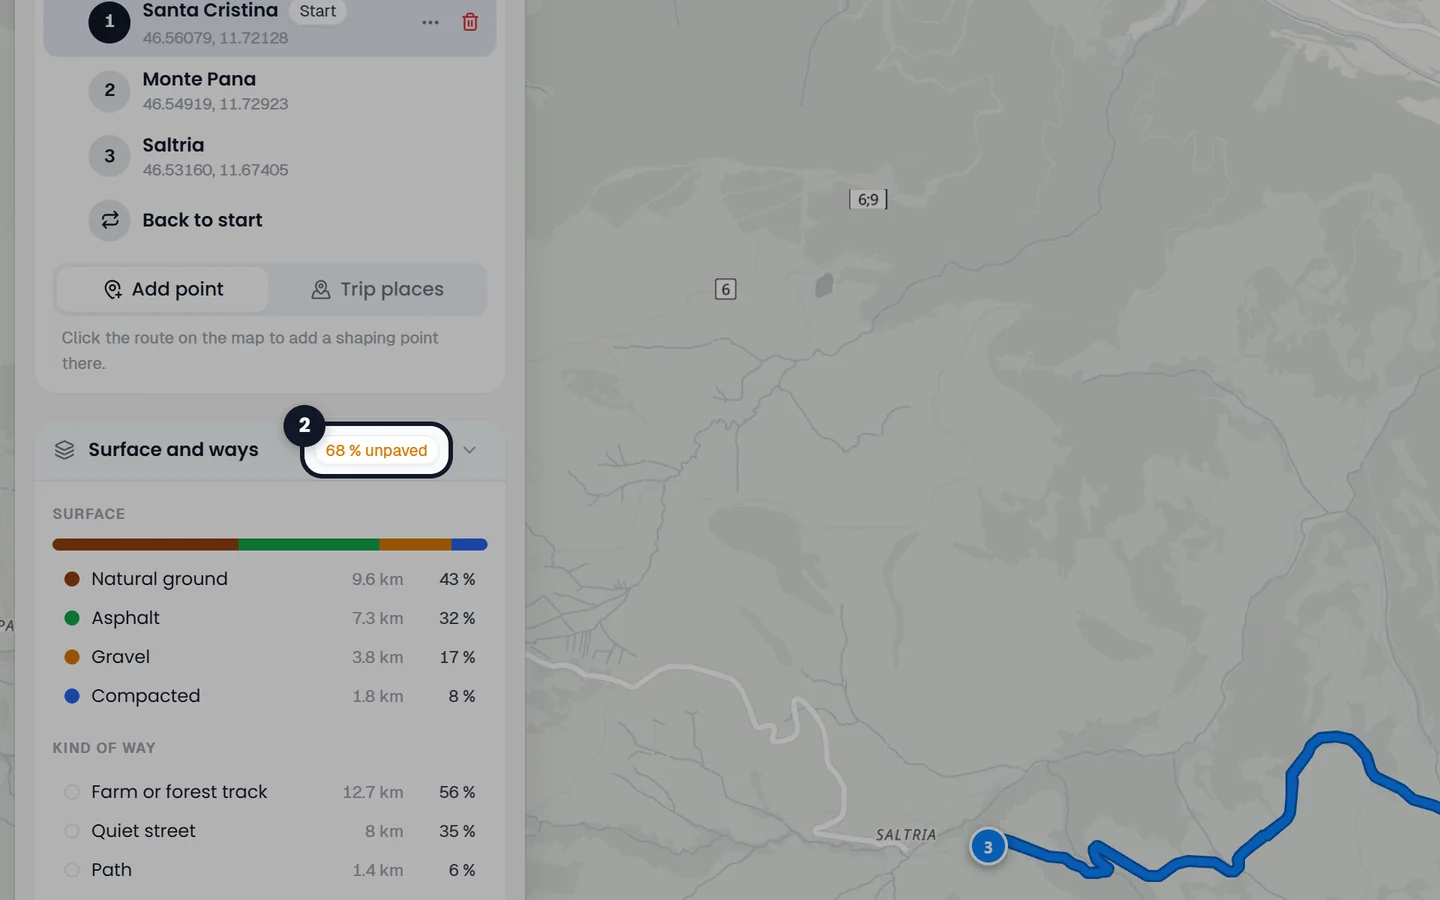 1
Santa Cristina
Start
46.56079, 11.72128
2
Monte Pana
46.54919, 11.72923
3
Saltria
46.53160, 11.67405
Back to start
Add point
Trip places
Click the route on the map to add a shaping point
there.
2
Surface and ways
68 % unpaved
SURFACE
Natural ground 9.6 km 43 %
Asphalt 7.3 km 32 %
Gravel 3.8 km 17 %
Compacted 1.8 km 8 %
KIND OF WAY
Farm or forest track 12.7 km 56 %
Quiet street 8 km 35 %
Path 1.4 km 6 %
6;9
6
SALTRIA
3